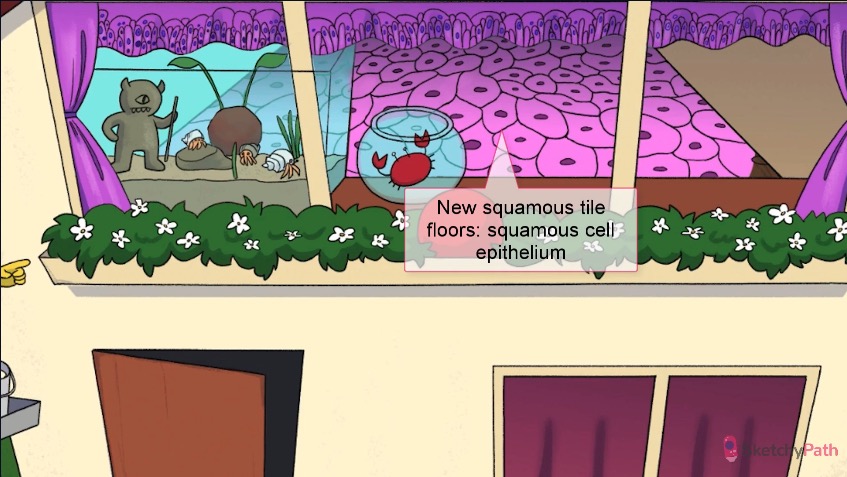 New squamous tile
floors: squamous cell
epithelium
SketchyPath